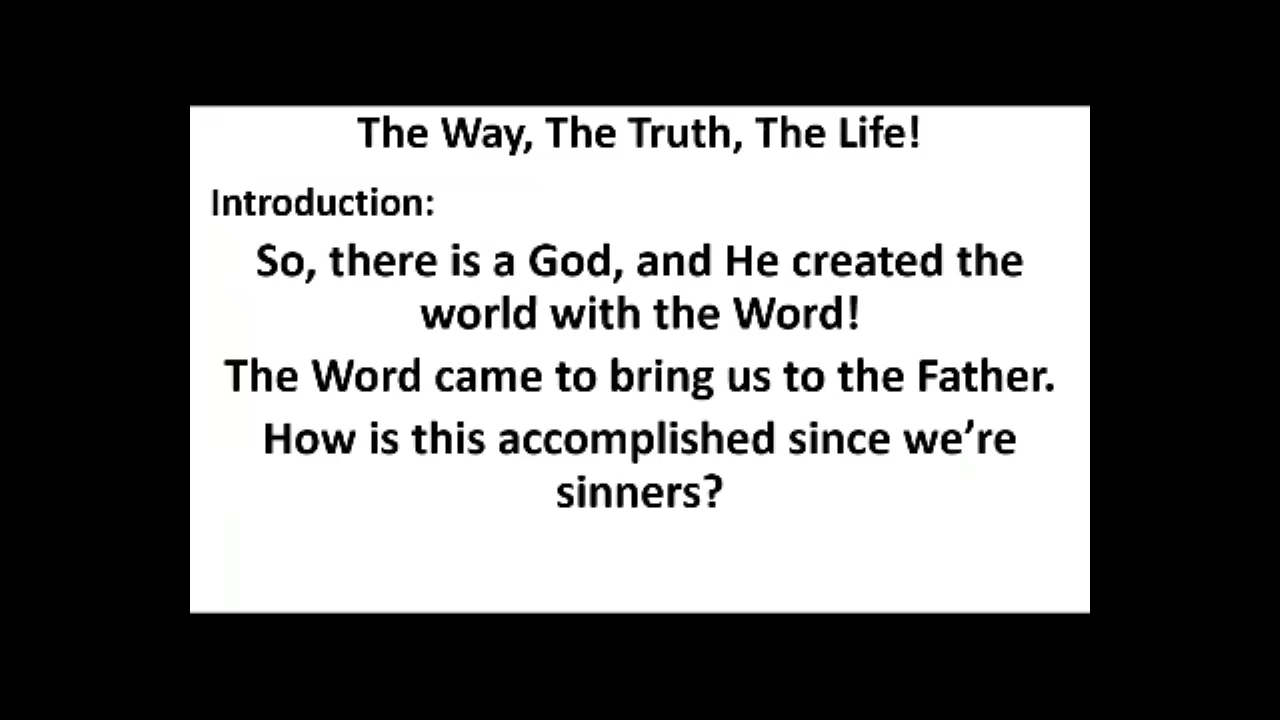 The Way, The Truth, The Life!
Introduction:
So, there is a God, and He created the
world with the Word!
The Word came to bring us to the Father.
How is this accomplished since we’re
sinners?